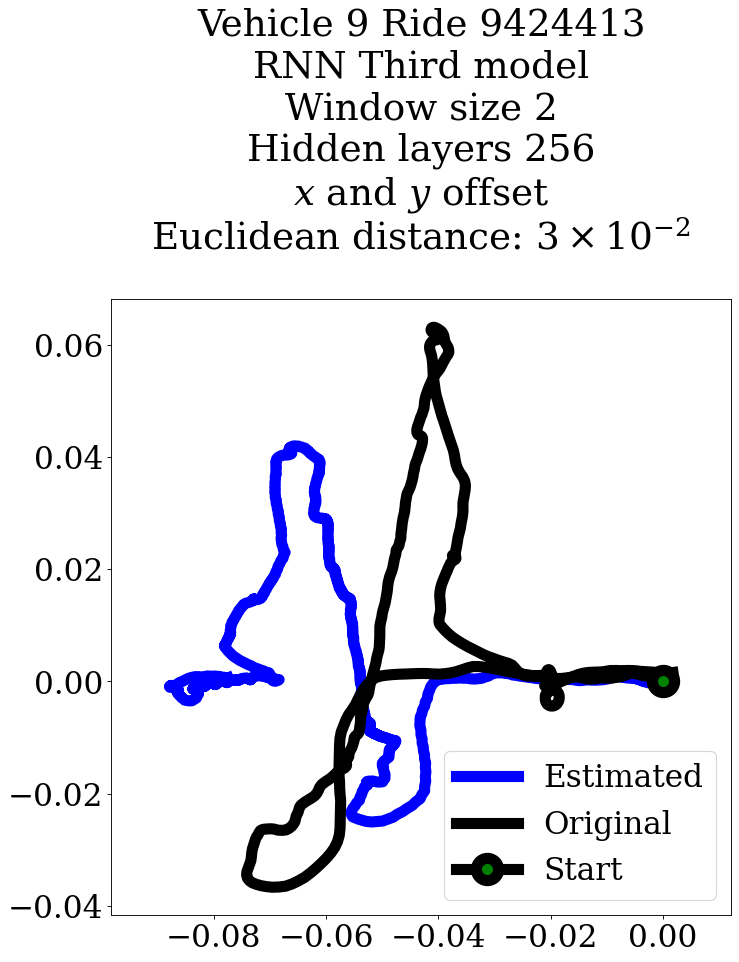 Vehicle 9 Ride 9424413
RNN Third model
Window size 2
Hidden layers 256
x and y offset
Euclidean distance: 3 × 10⁻²
0.06
0.04
0.02
0.00
−0.02
−0.04
Estimated
Original
Start
−0.08 −0.06 −0.04 −0.02 0.00